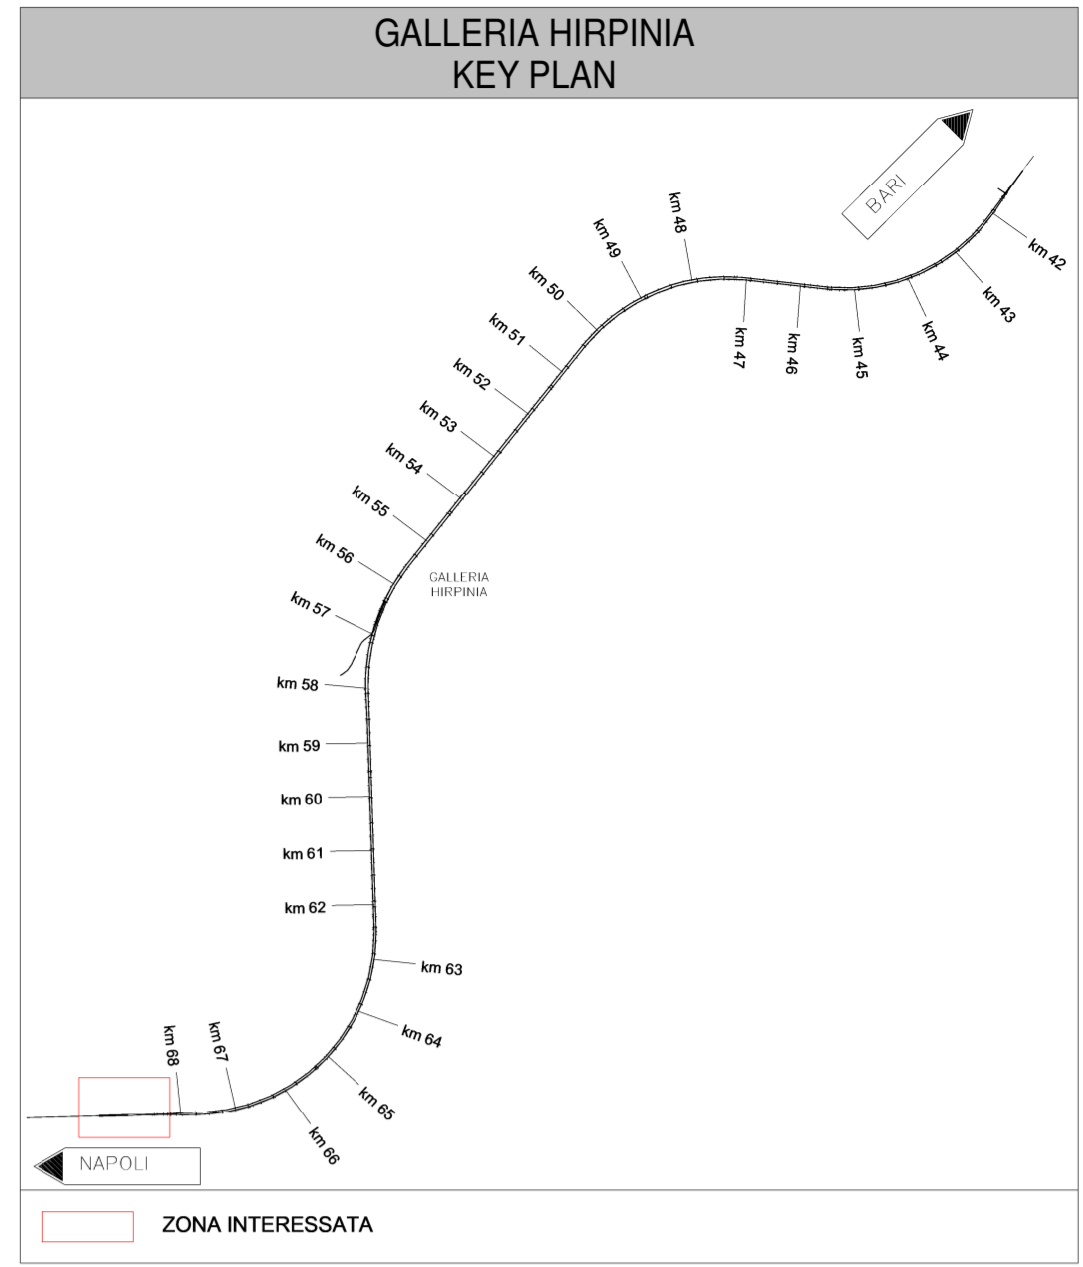 GALLERIA HIRPINIA
KEY PLAN
BARI
km 42
km 43
km 44
km 45
km 46
km 47
km 48
km 49
km 50
km 51
km 52
km 53
km 54
km 55
km 56
GALLERIA
HIRPINIA
km 57
km 58
km 59
km 60
km 61
km 62
km 63
km 64
km 65
km 66
km 67
km 68
NAPOLI
ZONA INTERESSATA